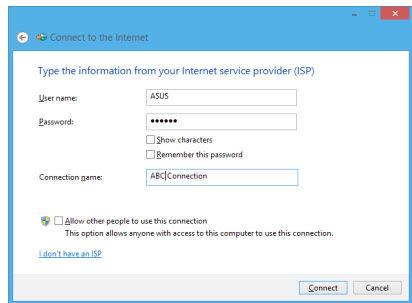 Connect to the Internet
Type the information from your Internet service provider (ISP)
User name: ASUS
Password: ••••••
Show characters
Remember this password
Connection name: ABC Connection
Allow other people to use this connection
This option allows anyone with access to this computer to use this connection.
I don't have an ISP
Connect Cancel